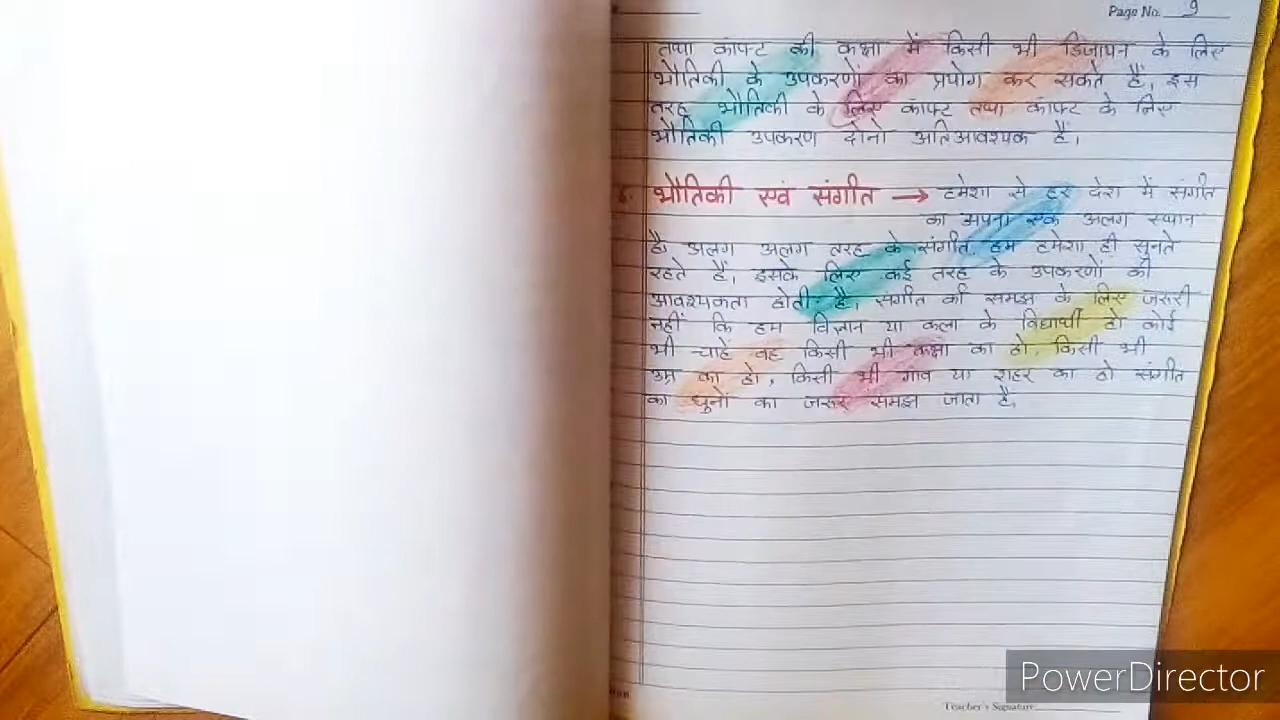 Page No. 9
तथा काफ्ट की कक्षा में किसी भी डिजायन के लिए
भौतिकी के उपकरणों का प्रयोग कर सकते हैं, इस
तरह भौतिकी के लिए काफ्ट तथा काफ्ट के लिए
भौतिकी उपकरण दोनो अतिआवश्यक हैं।
भौतिकी एवं संगीत → हमेशा से हर देश में संगीत
का अपना एक अलग स्थान
है। अलग अलग तरह के संगीत हम हमेशा ही सुनते
रहते हैं, इसके लिए कई तरह के उपकरणों की
आवश्यकता होती है, संगीत की समझ के लिए जरुरी
नहीं कि हम विज्ञान या कला के विद्यार्थी हो कोई
भी चाहें वह किसी भी कक्षा का हो, किसी भी
उम्र का हो, किसी भी गांव या शहर का हो संगीत
की धुनों को जरुर समझ जाता है,
Teacher's Signature
PowerDirector